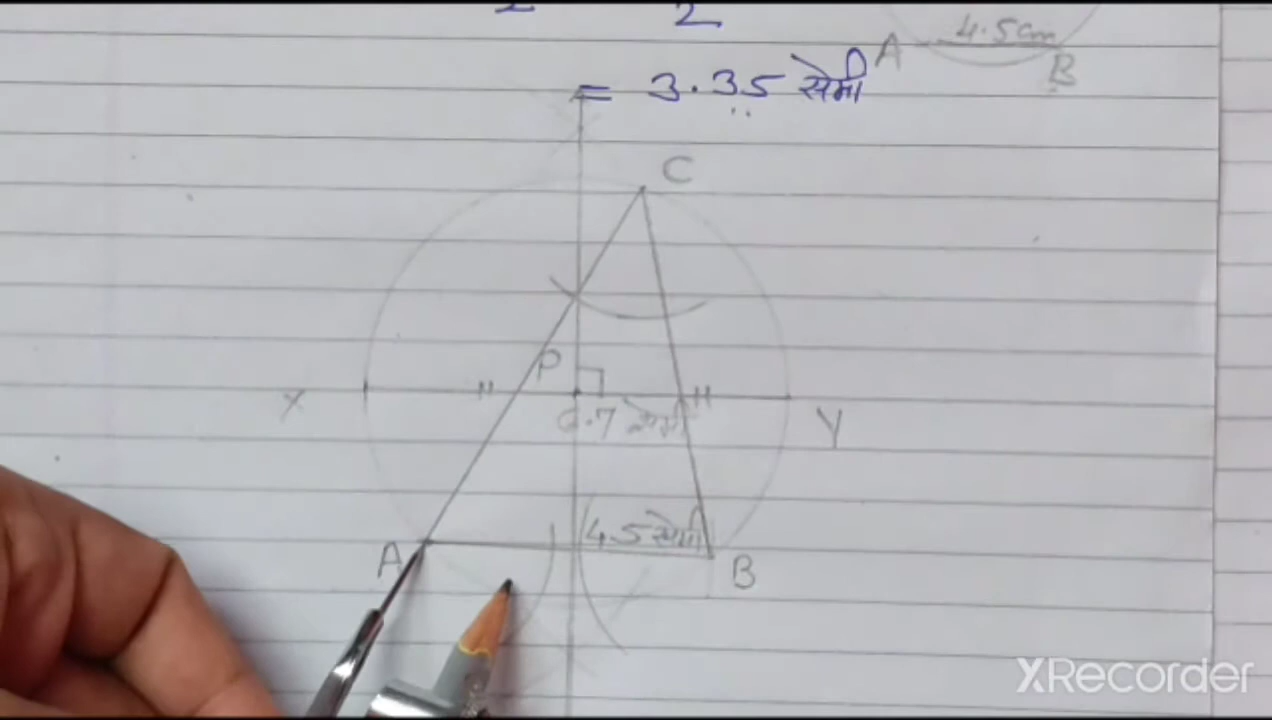 2
4.5cm
A B
= 3.35 सेमी
C
P
X Y
6.7 सेमी
4.5 सेमी
A B
XRecorder